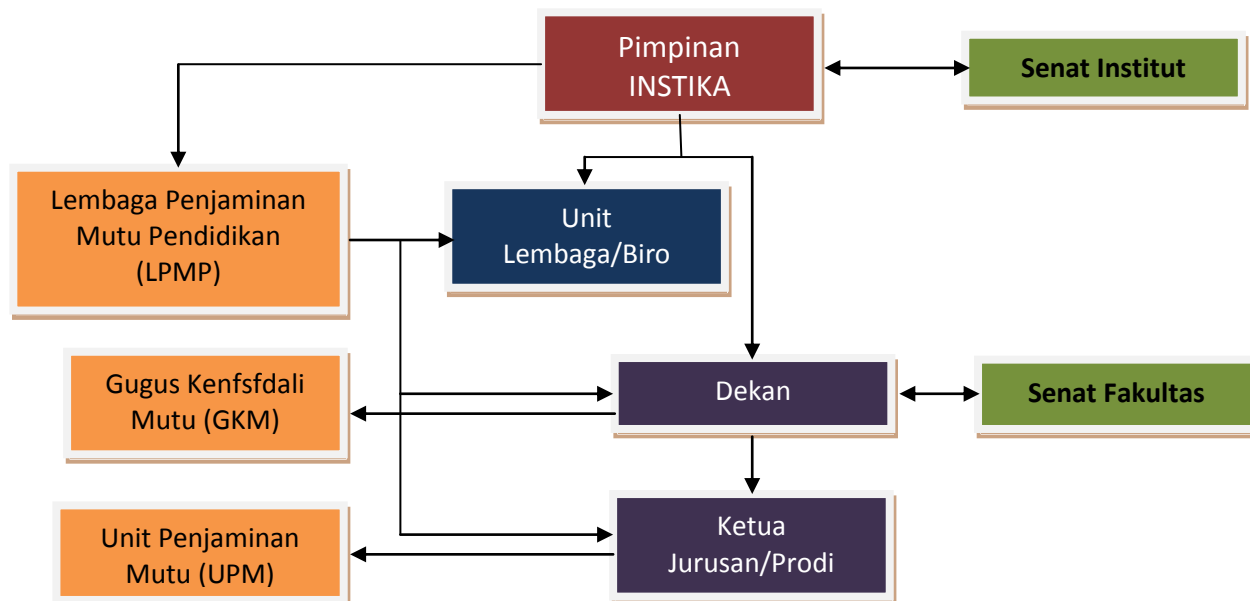 Pimpinan
INSTIKA
Senat Institut
Lembaga Penjaminan
Mutu Pendidikan
(LPMP)
Unit
Lembaga/Biro
Gugus Kenfsfdali
Mutu (GKM)
Dekan
Senat Fakultas
Unit Penjaminan
Mutu (UPM)
Ketua
Jurusan/Prodi